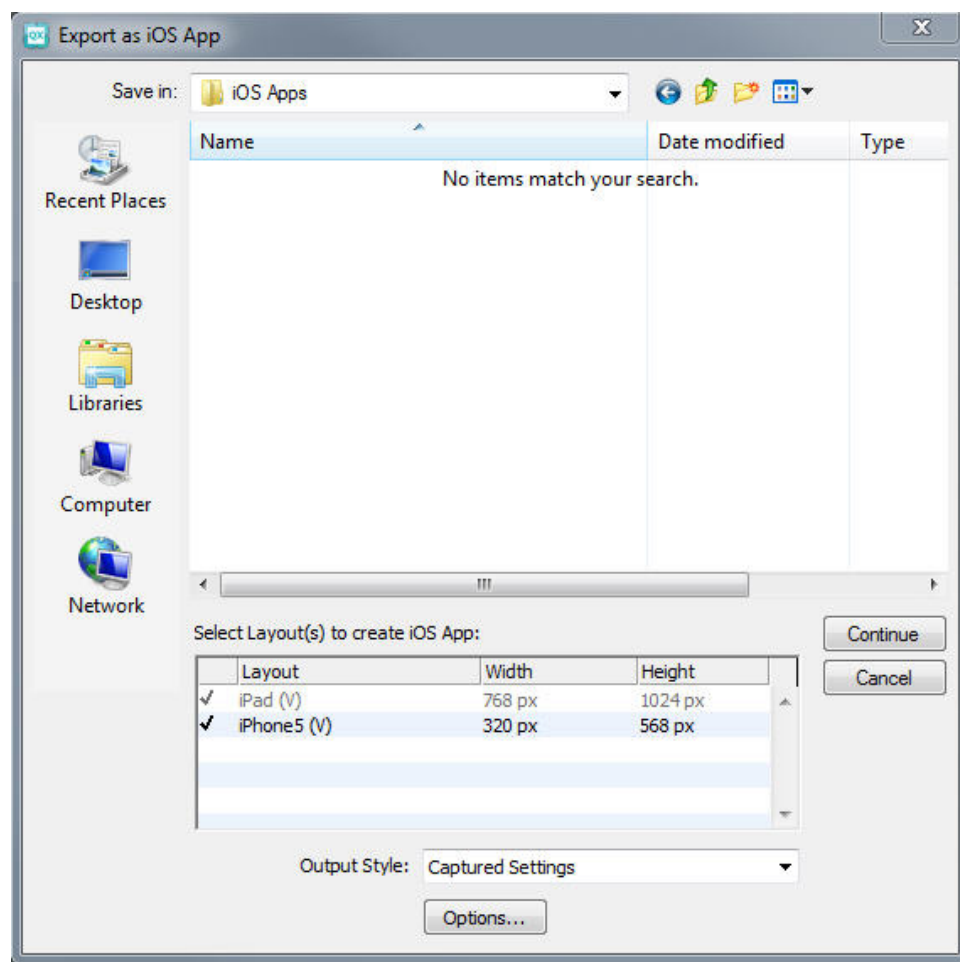 QX Export as iOS App
Save in: iOS Apps
Name Date modified Type
No items match your search.
Recent Places
Desktop
Libraries
Computer
Network
Select Layout(s) to create iOS App: Continue
Layout Width Height Cancel
iPad (V) 768 px 1024 px
iPhone5 (V) 320 px 568 px
Output Style: Captured Settings
Options...